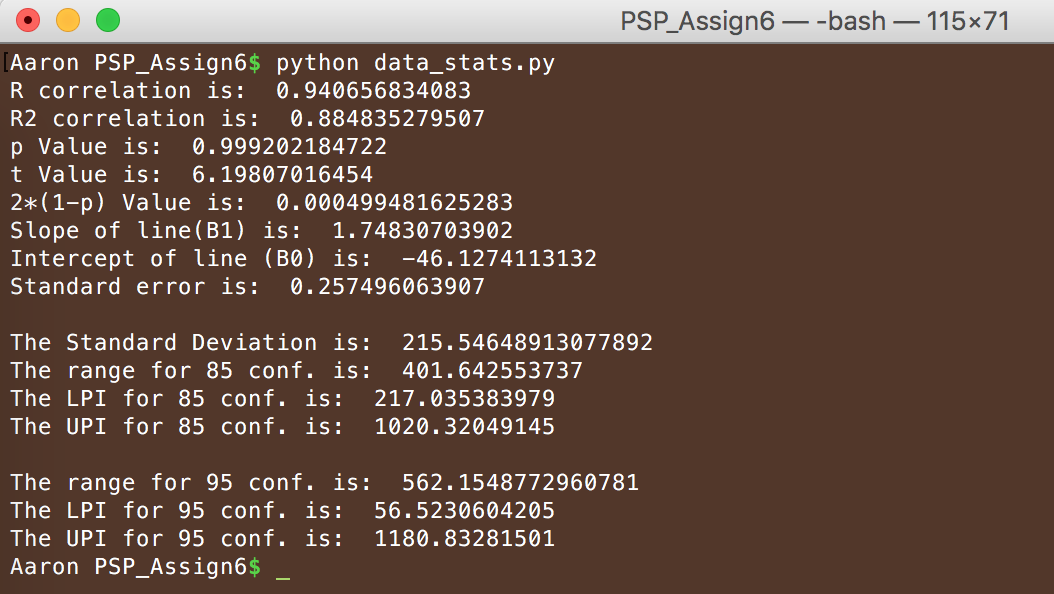 PSP_Assign6 — -bash — 115×71
Aaron PSP_Assign6$ python data_stats.py
R correlation is:  0.940656834083
R2 correlation is:  0.884835279507
p Value is:  0.999202184722
t Value is:  6.19807016454
2*(1-p) Value is:  0.000499481625283
Slope of line(B1) is:  1.74830703902
Intercept of line (B0) is:  -46.1274113132
Standard error is:  0.257496063907
The Standard Deviation is:  215.54648913077892
The range for 85 conf. is:  401.642553737
The LPI for 85 conf. is:  217.035383979
The UPI for 85 conf. is:  1020.32049145
The range for 95 conf. is:  562.1548772960781
The LPI for 95 conf. is:  56.5230604205
The UPI for 95 conf. is:  1180.83281501
Aaron PSP_Assign6$ _